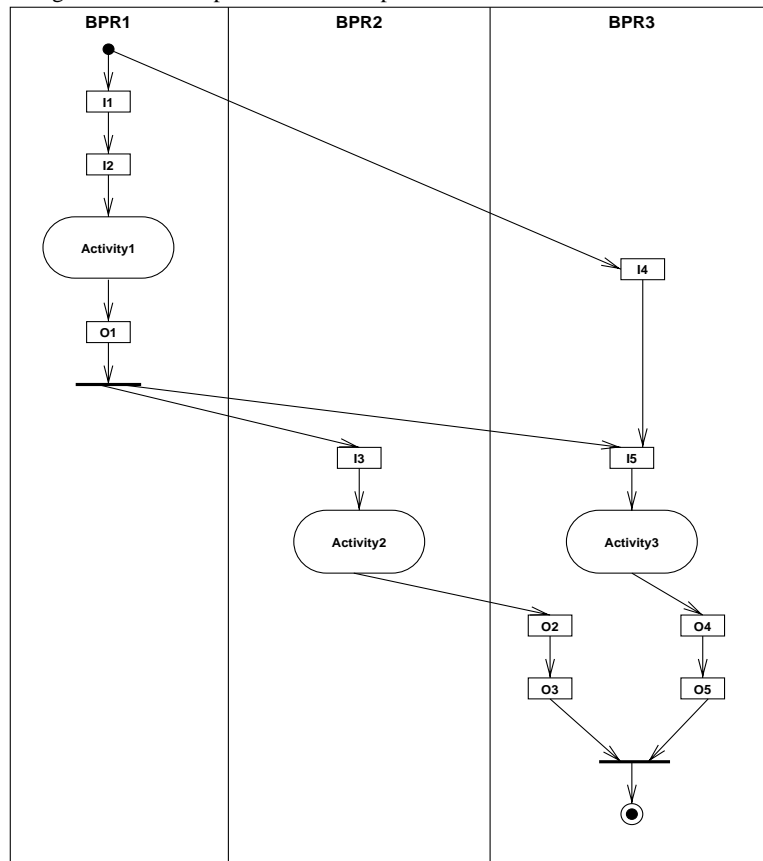 BPR1 BPR2 BPR3
I1
I2
Activity1
I4
O1
I3 I5
Activity2 Activity3
O2 O4
O3 O5